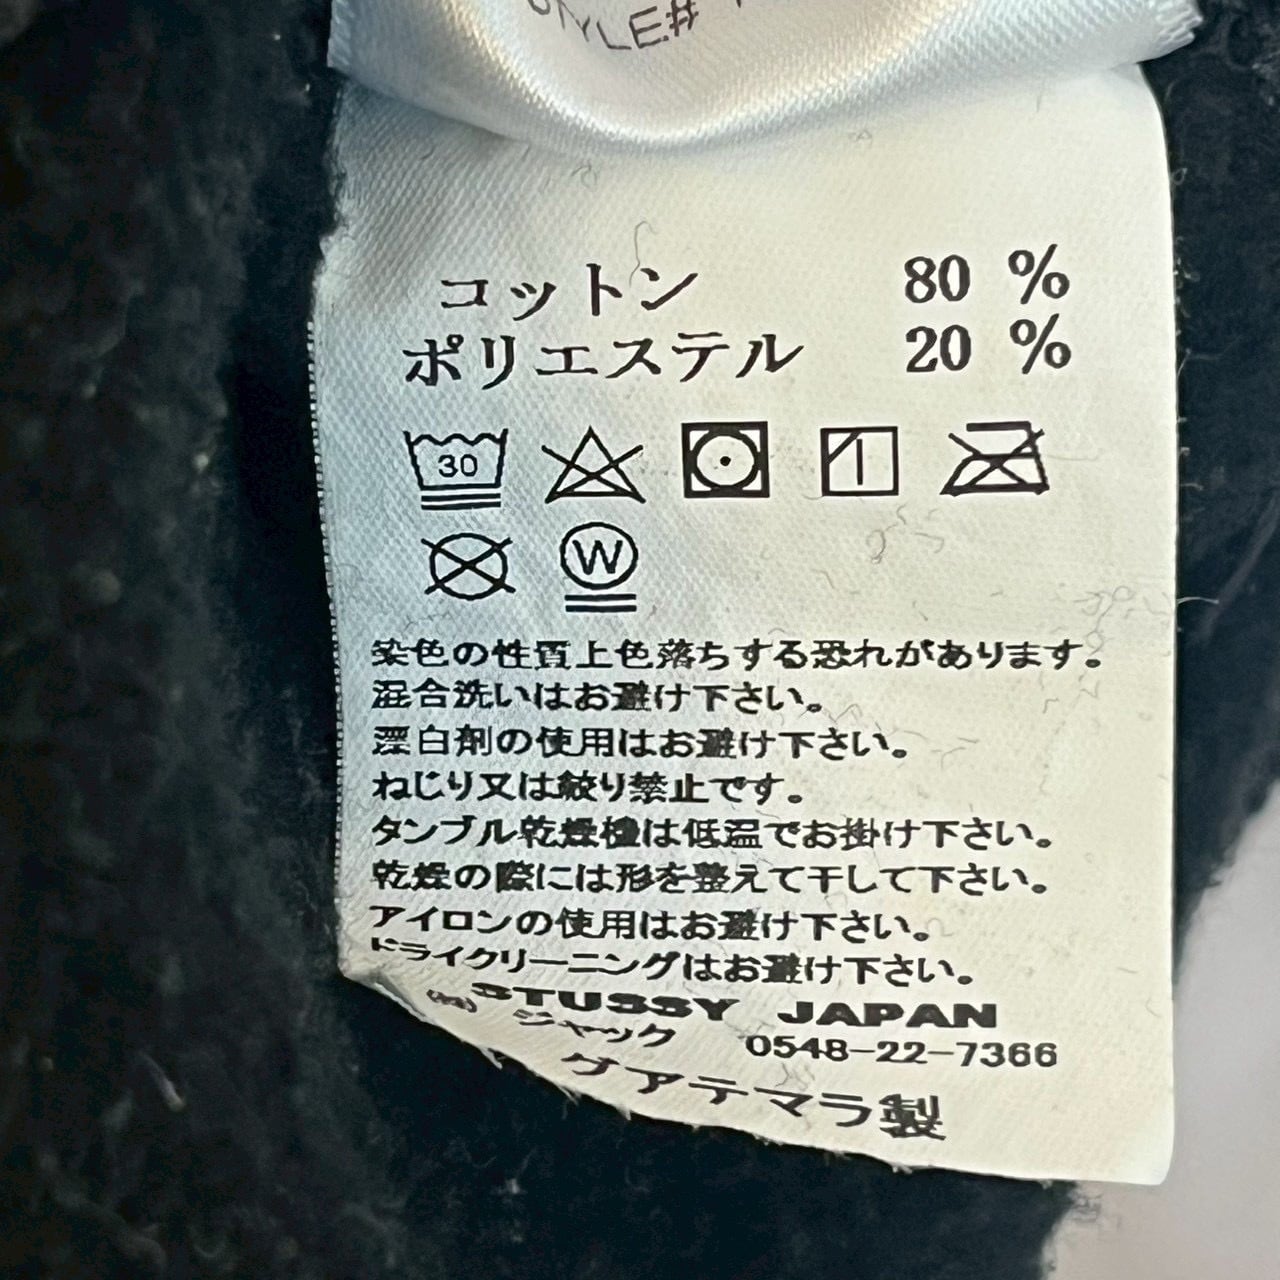 STYLE#
コットン 80 %
ポリエステル 20 %
30
W
染色の性質上色落ちする恐れがあります。
混合洗いはお避け下さい。
漂白剤の使用はお避け下さい。
ねじり又は絞り禁止です。
タンブル乾燥機は低温でお掛け下さい。
乾燥の際には形を整えて干して下さい。
アイロンの使用はお避け下さい。
ドライクリーニングはお避け下さい。
STUSSY JAPAN
㈱ ジャック 0548-22-7366
グアテマラ製